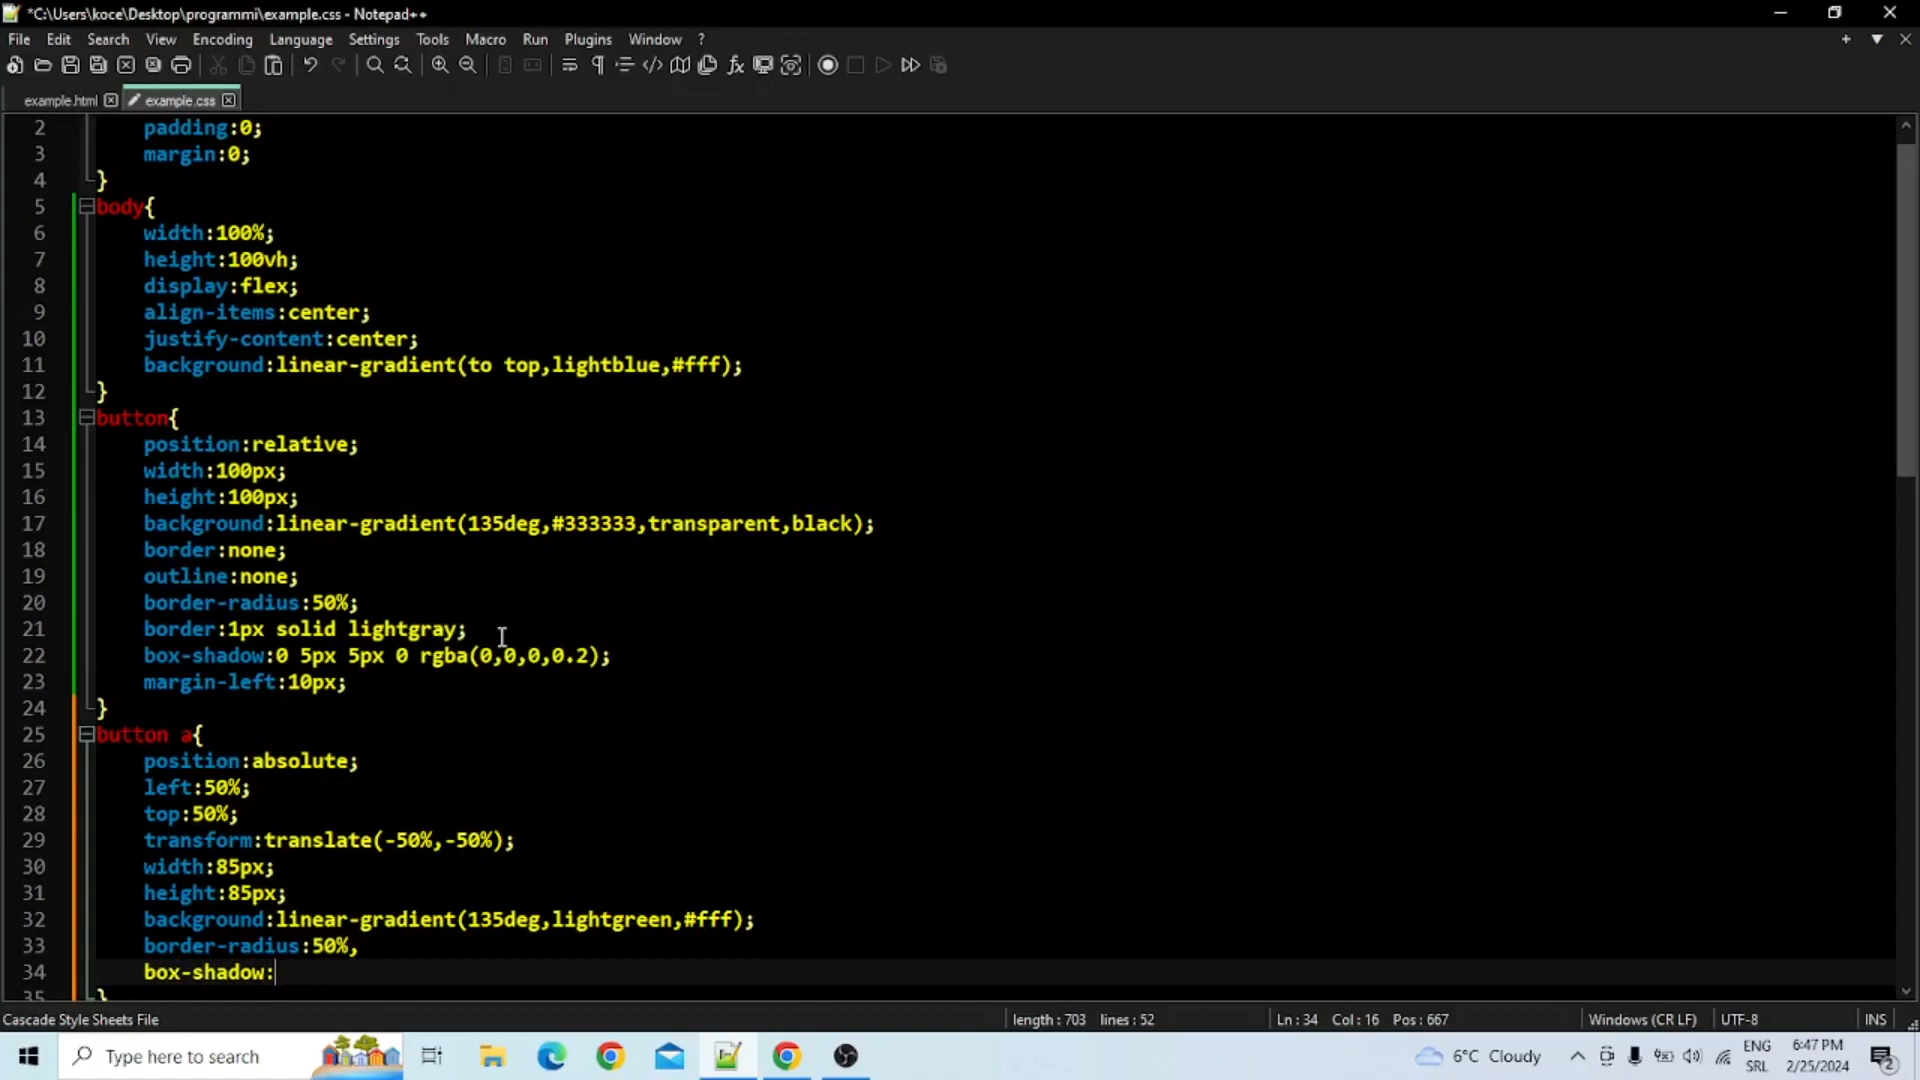 *C:\Users\koce\Desktop\programmi\example.css - Notepad++
File Edit Search View Encoding Language Settings Tools Macro Run Plugins Window ?
example.html example.css
2 padding:0;
3 margin:0;
4 }
5 body{
6 width:100%;
7 height:100vh;
8 display:flex;
9 align-items:center;
10 justify-content:center;
11 background:linear-gradient(to top,lightblue,#fff);
12 }
13 button{
14 position:relative;
15 width:100px;
16 height:100px;
17 background:linear-gradient(135deg,#333333,transparent,black);
18 border:none;
19 outline:none;
20 border-radius:50%;
21 border:1px solid lightgray;
22 box-shadow:0 5px 5px 0 rgba(0,0,0,0.2);
23 margin-left:10px;
24 }
25 button a{
26 position:absolute;
27 left:50%;
28 top:50%;
29 transform:translate(-50%,-50%);
30 width:85px;
31 height:85px;
32 background:linear-gradient(135deg,lightgreen,#fff);
33 border-radius:50%,
34 box-shadow:
35 }
Cascade Style Sheets File length : 703 lines : 52 Ln : 34 Col : 16 Pos : 667 Windows (CR LF) UTF-8 INS
Type here to search 6°C Cloudy ENG 6:47 PM
SRL 2/25/2024 2